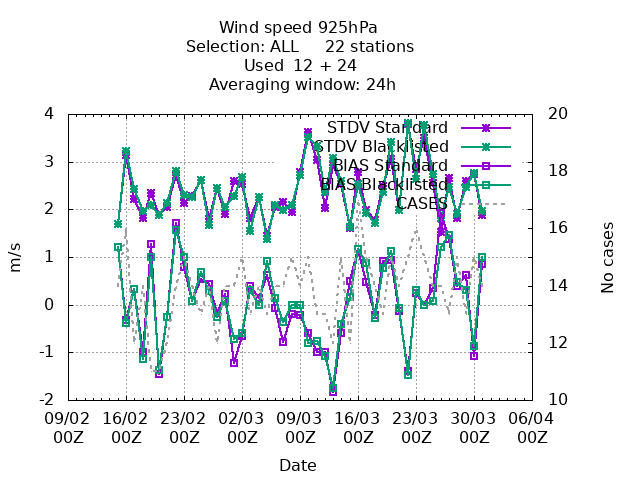 Wind speed 925hPa
Selection: ALL 22 stations
Used 12 + 24
Averaging window: 24h
4
3
2
1
0
-1
-2
m/s
20
18
16
14
12
10
No cases
STDV Standard
STDV Blacklisted
BIAS Standard
BIAS Blacklisted
CASES
09/02 16/02 23/02 02/03 09/03 16/03 23/03 30/03 06/04
00Z 00Z 00Z 00Z 00Z 00Z 00Z 00Z 00Z
Date